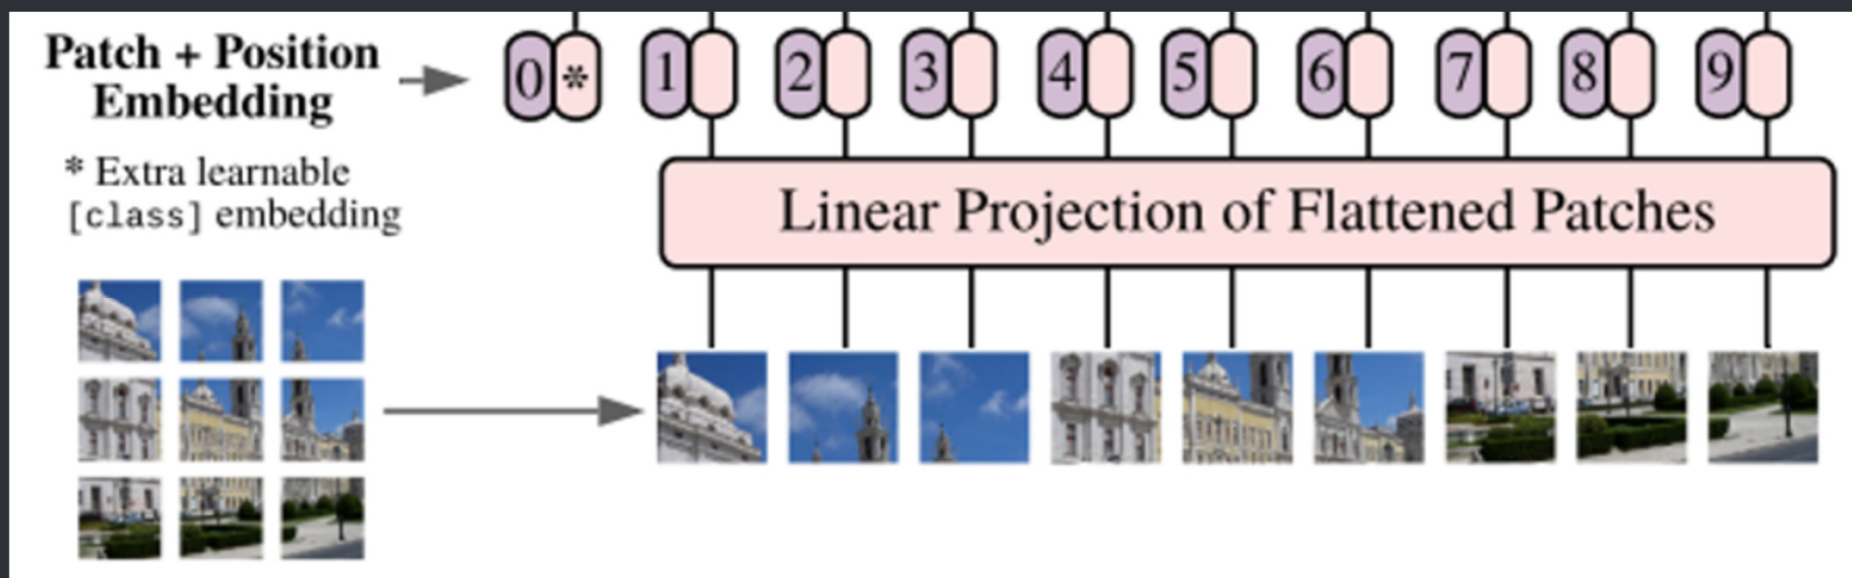 Patch + Position
Embedding
0 * 1 2 3 4 5 6 7 8 9
* Extra learnable
[class] embedding
Linear Projection of Flattened Patches